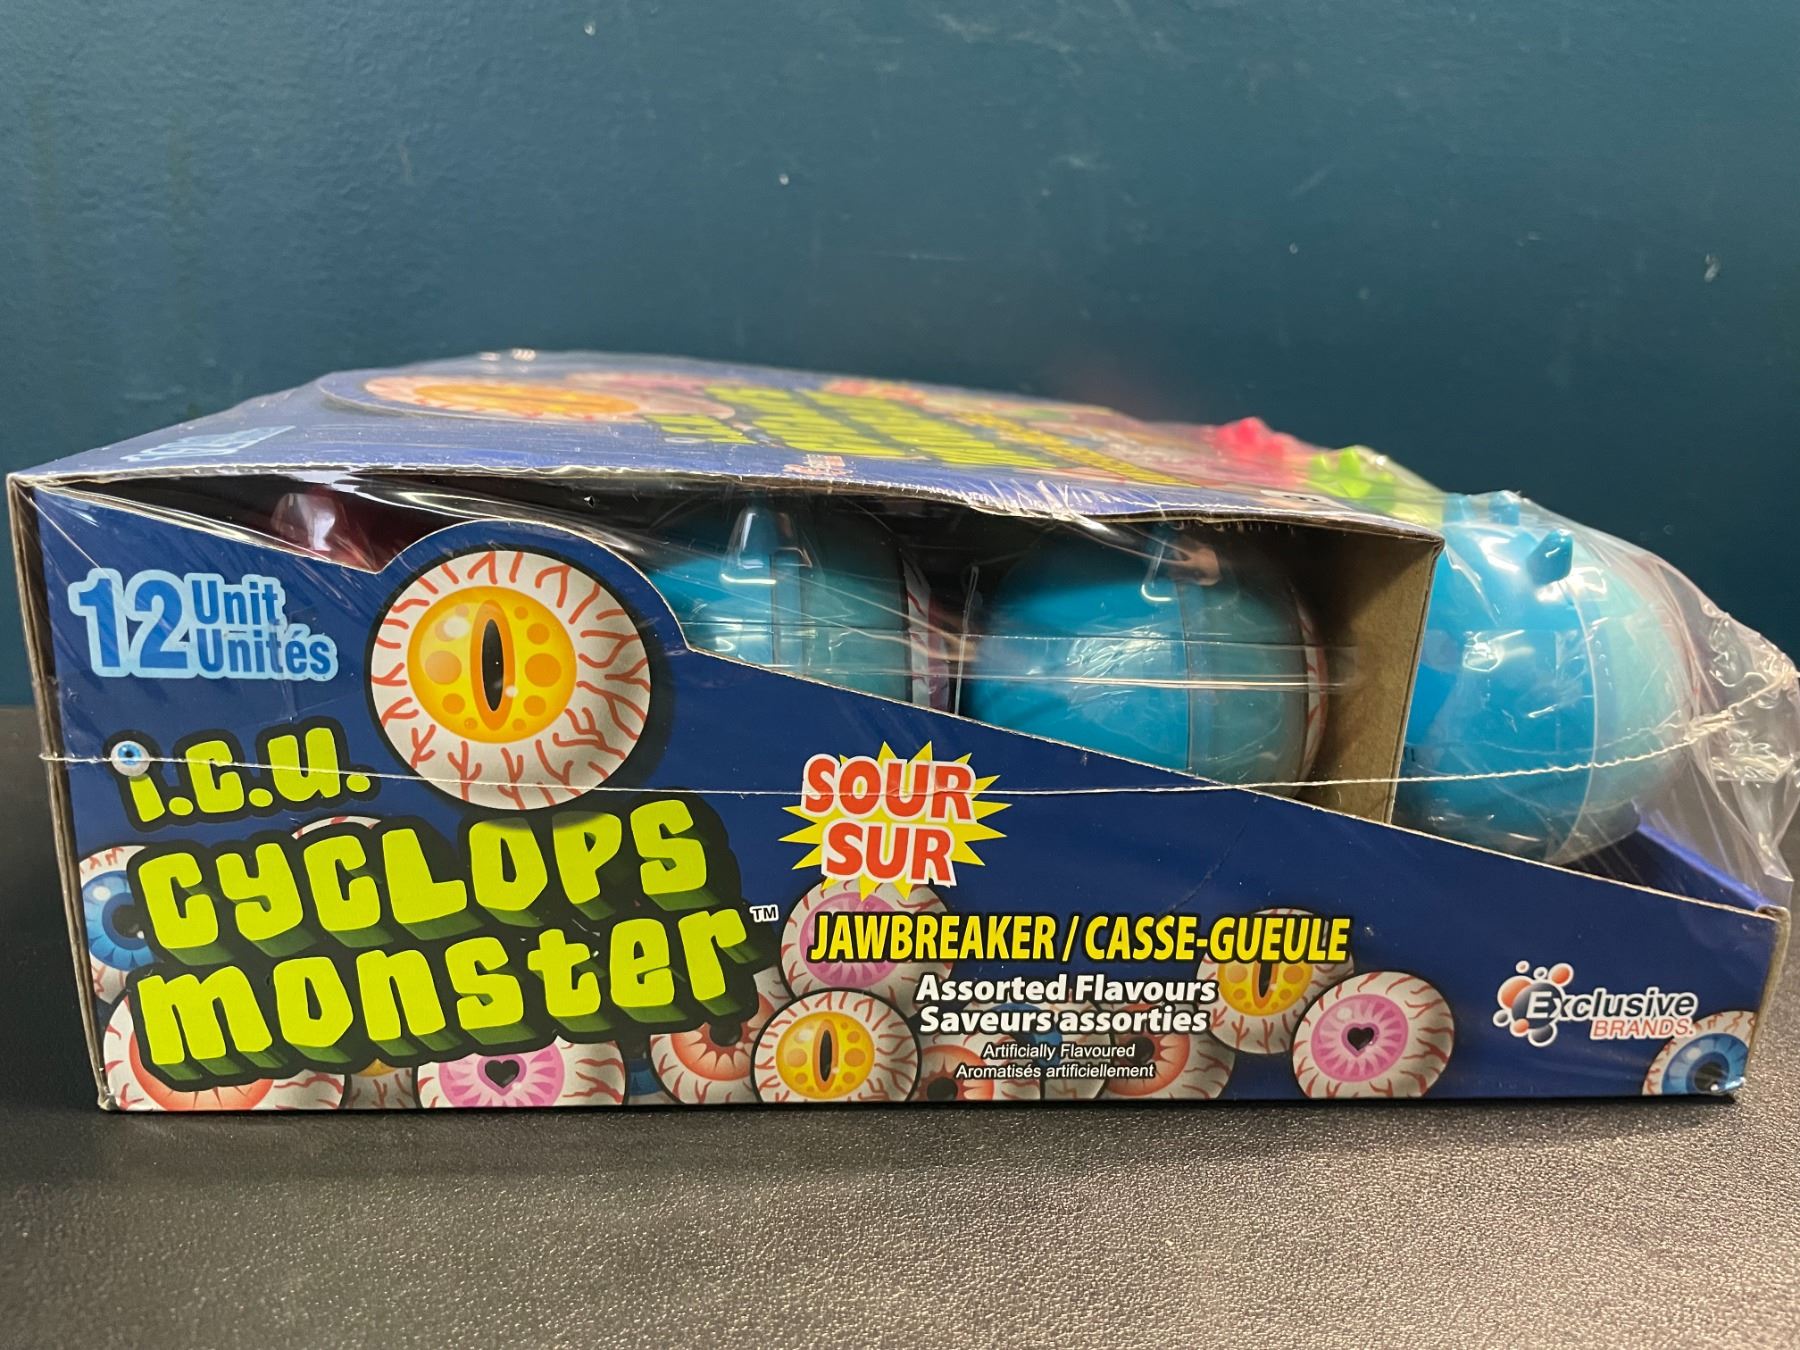 12 Unit
Unités
i.c.u.
CYCLOPS
monster™
SOUR
SUR
JAWBREAKER / CASSE-GUEULE
Assorted Flavours
Saveurs assorties
Artificially Flavoured
Aromatisés artificiellement
Exclusive
BRANDS.